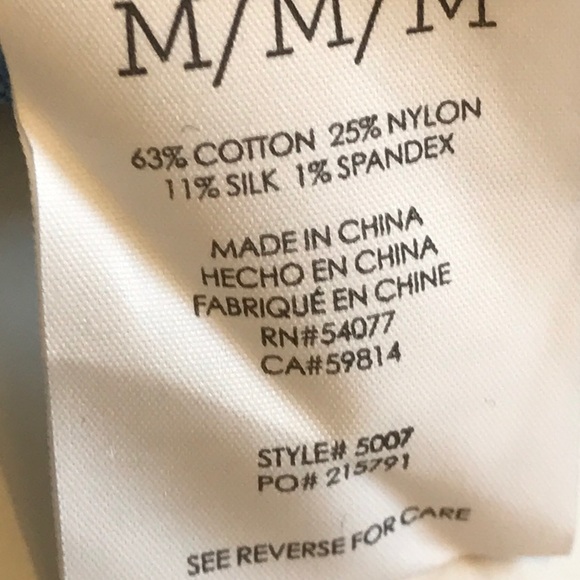 M/M/M
63% COTTON 25% NYLON
11% SILK 1% SPANDEX
MADE IN CHINA
HECHO EN CHINA
FABRIQUÉ EN CHINE
RN#54077
CA#59814
STYLE# 5007
PO# 215791
SEE REVERSE FOR CARE